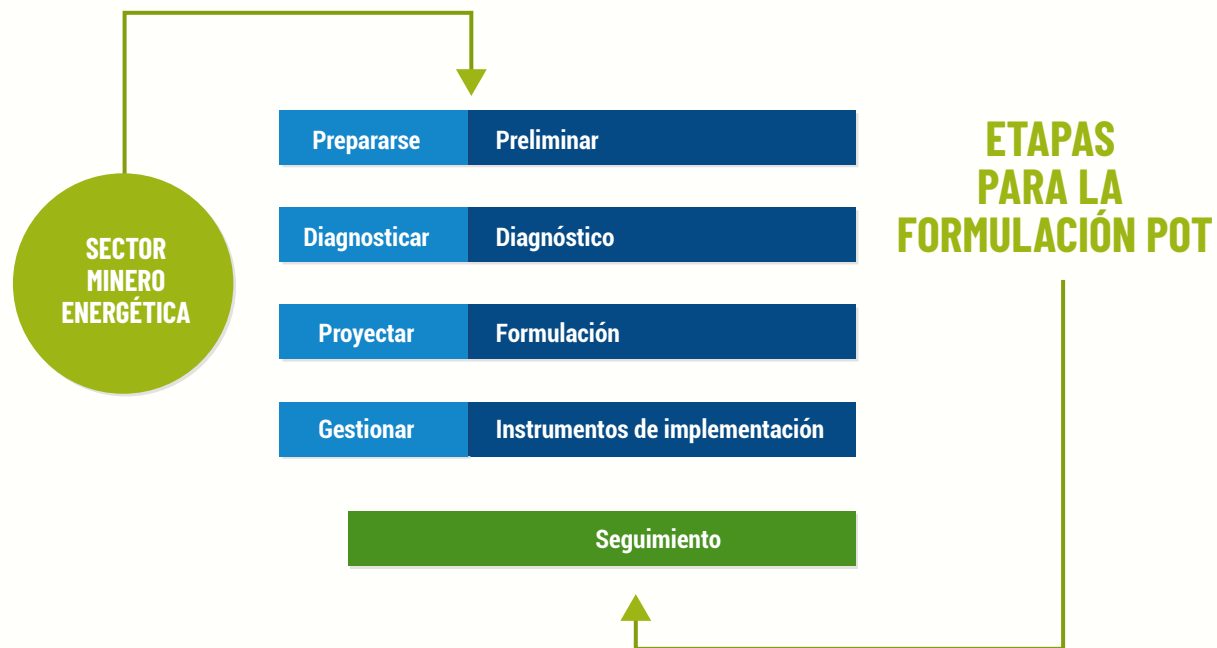 SECTOR
MINERO
ENERGÉTICA
Prepararse
Preliminar
Diagnosticar
Diagnóstico
Proyectar
Formulación
Gestionar
Instrumentos de implementación
Seguimiento
ETAPAS
PARA LA
FORMULACIÓN POT